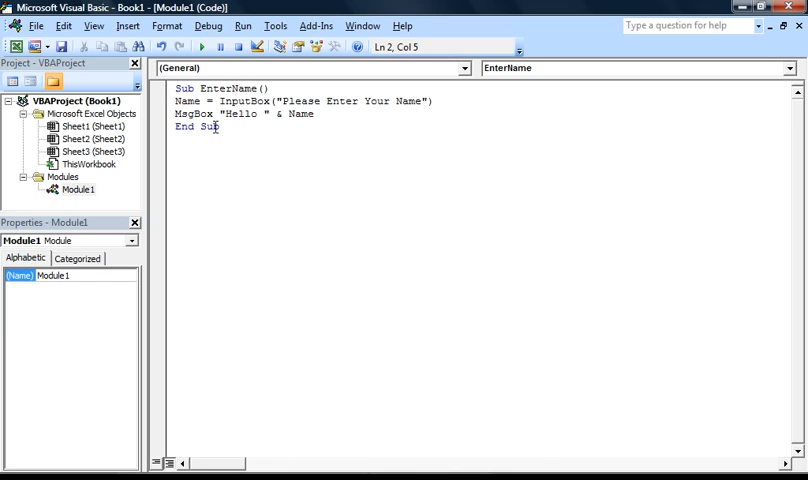 Microsoft Visual Basic - Book1 - [Module1 (Code)]
File Edit View Insert Format Debug Run Tools Add-Ins Window Help
Type a question for help
Ln 2, Col 5
Project - VBAProject
(General)
EnterName
VBAProject (Book1)
Microsoft Excel Objects
Sheet1 (Sheet1)
Sheet2 (Sheet2)
Sheet3 (Sheet3)
ThisWorkbook
Modules
Module1
Sub EnterName()
Name = InputBox("Please Enter Your Name")
MsgBox "Hello " & Name
End Sub
Properties - Module1
Module1 Module
Alphabetic Categorized
(Name) Module1